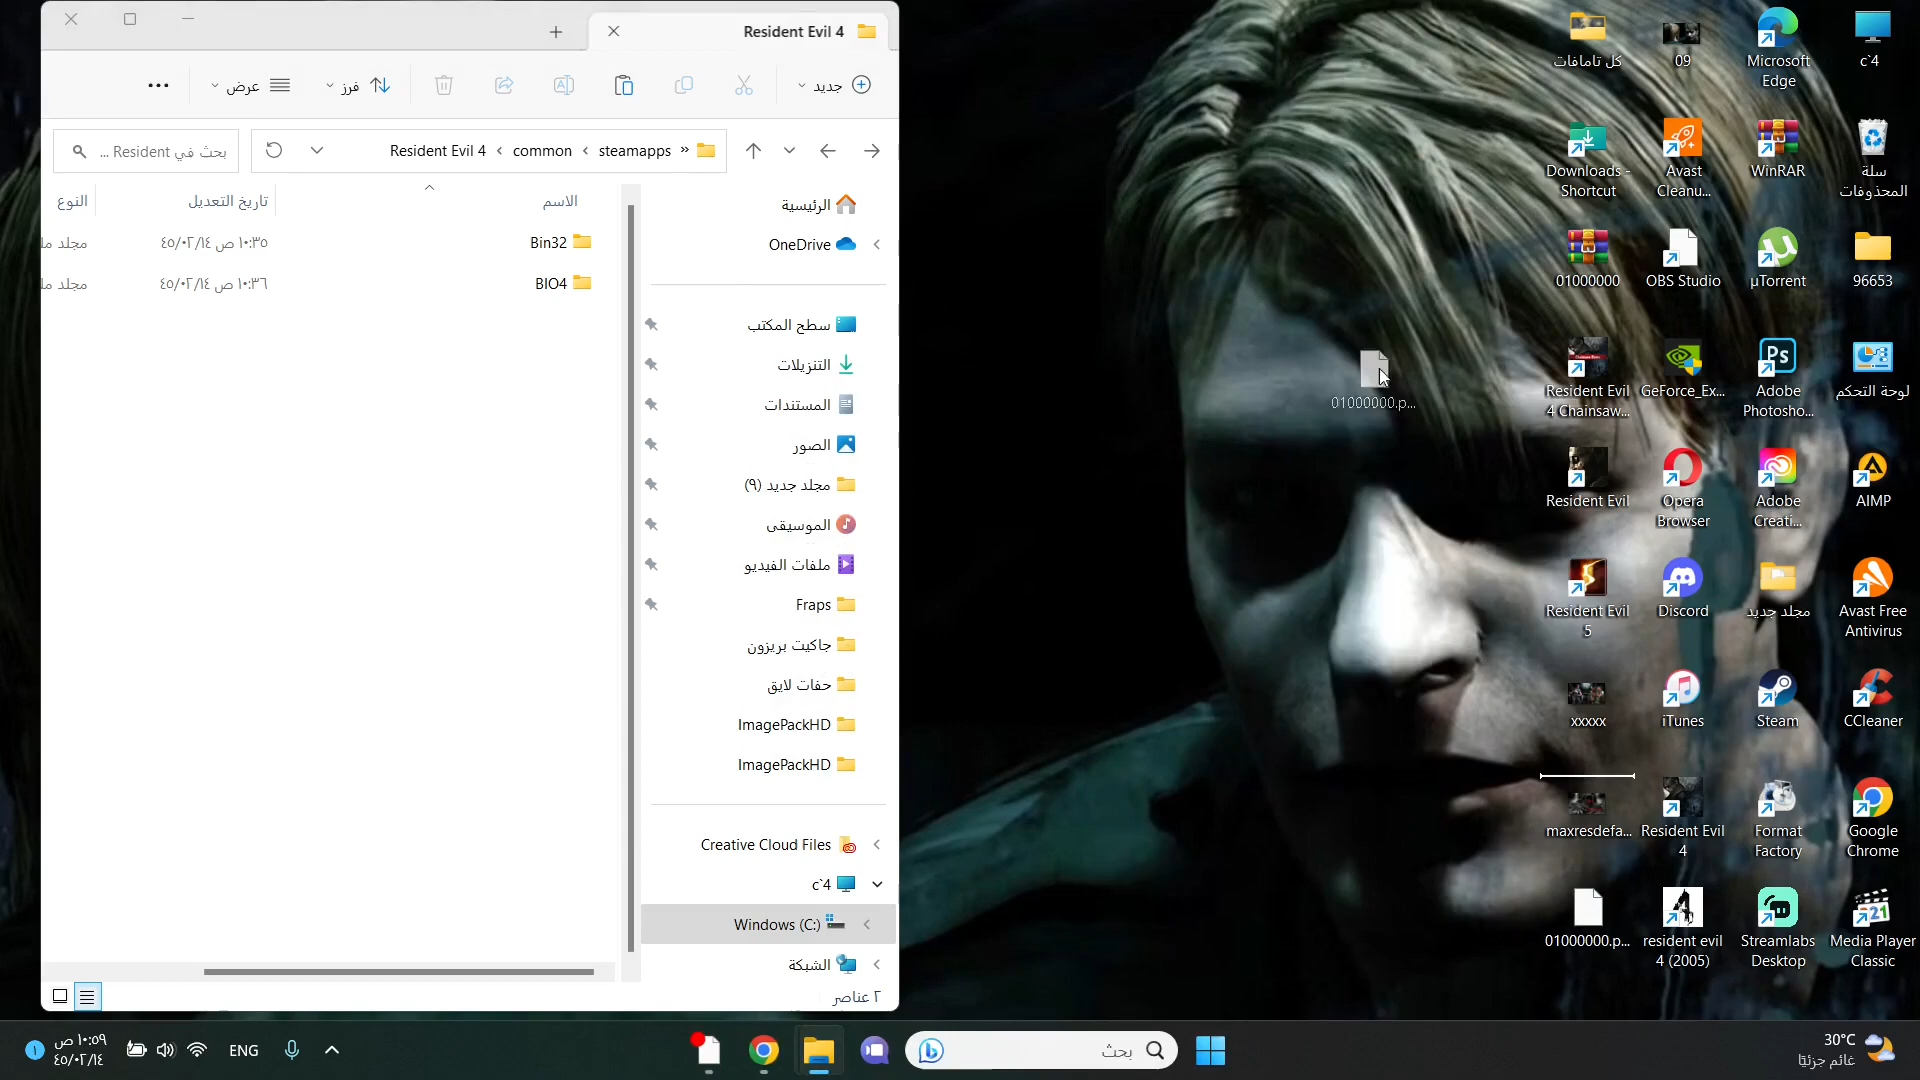 Resident Evil 4
جديد
فرز
عرض
steamapps
common
Resident Evil 4
بحث في Resident ...
الاسم
تاريخ التعديل
النوع
Bin32
١٠:٣٥ ص ٤٥/٠٢/١٤
مجلد مل
BIO4
١٠:٣٦ ص ٤٥/٠٢/١٤
مجلد مل
الرئيسية
OneDrive
سطح المكتب
التنزيلات
المستندات
الصور
مجلد جديد (٩)
الموسيقى
ملفات الفيديو
Fraps
جاكيت بريزون
حفات لايق
ImagePackHD
ImagePackHD
Creative Cloud Files
c`4
Windows (C:)
الشبكة
٢ عناصر
01000000.p...
c`4
Microsoft
Edge
09
كل تامافات
سلة
المحذوفات
WinRAR
Avast
Cleanu...
Downloads -
Shortcut
96653
µTorrent
OBS Studio
01000000
لوحة التحكم
Adobe
Photosho...
GeForce_Ex...
Resident Evil
4 Chainsaw...
AIMP
Adobe
Creati...
Opera
Browser
Resident Evil
Avast Free
Antivirus
مجلد جديد
Discord
Resident Evil
5
CCleaner
Steam
iTunes
xxxxx
Google
Chrome
Format
Factory
Resident Evil
4
maxresdefa...
Media Player
Classic
Streamlabs
Desktop
resident evil
4 (2005)
01000000.p...
30°C
غائم جزئيًا
بحث
ENG
١٠:٥٩ ص
٤٥/٠٢/١٤
١